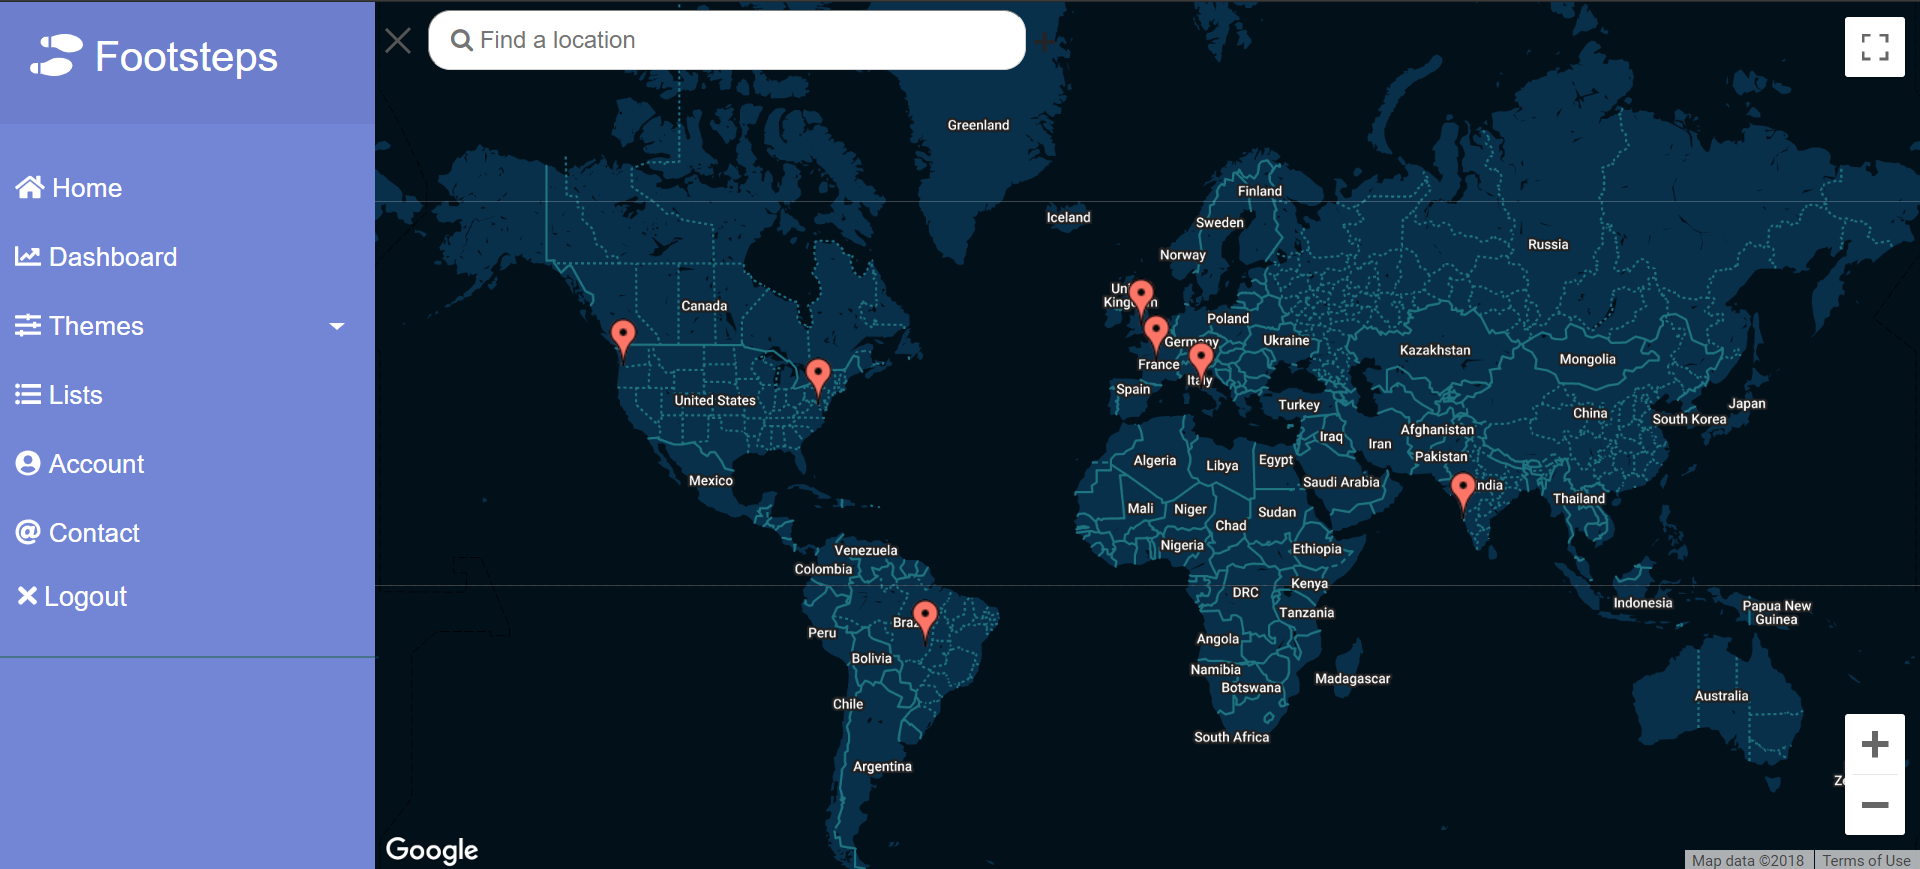 Footsteps
Home
Dashboard
Themes
Lists
Account
Contact
Logout
Find a location
Greenland
Iceland
Finland
Sweden
Norway
Russia
Canada
United States
Mexico
Poland
Germany
Ukraine
France
Italy
Spain
Turkey
Kazakhstan
Mongolia
China
Japan
South Korea
Afghanistan
Iraq
Iran
Pakistan
Algeria
Libya
Egypt
Saudi Arabia
ndia
Thailand
Mali
Niger
Chad
Sudan
Nigeria
Ethiopia
Venezuela
Colombia
DRC
Kenya
Tanzania
Indonesia
Papua New
Guinea
Peru
Bolivia
Angola
Namibia
Botswana
Madagascar
Australia
Chile
South Africa
Argentina
Google
Map data ©2018
Terms of Use